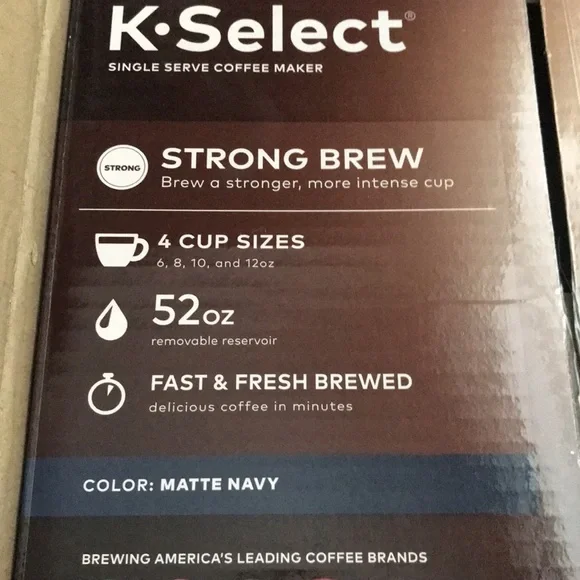 K·Select®
SINGLE SERVE COFFEE MAKER
STRONG
STRONG BREW
Brew a stronger, more intense cup
4 CUP SIZES
6, 8, 10, and 12oz
52oz
removable reservoir
FAST & FRESH BREWED
delicious coffee in minutes
COLOR: MATTE NAVY
BREWING AMERICA'S LEADING COFFEE BRANDS